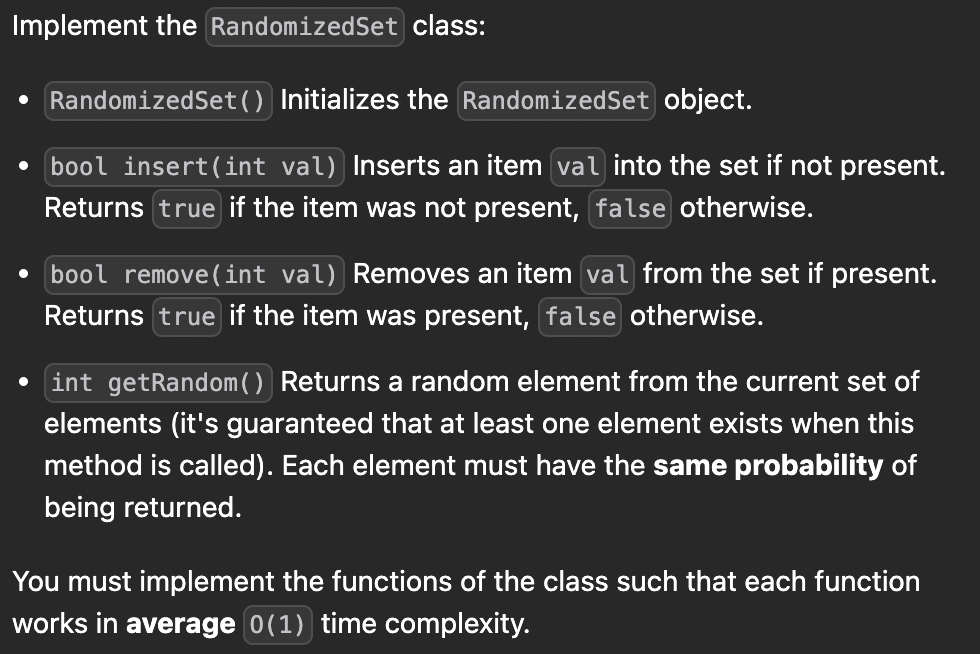 Implement the RandomizedSet class:
• RandomizedSet() Initializes the RandomizedSet object.
• bool insert(int val) Inserts an item val into the set if not present.
Returns true if the item was not present, false otherwise.
• bool remove(int val) Removes an item val from the set if present.
Returns true if the item was present, false otherwise.
• int getRandom() Returns a random element from the current set of
elements (it's guaranteed that at least one element exists when this
method is called). Each element must have the same probability of
being returned.
You must implement the functions of the class such that each function
works in average O(1) time complexity.